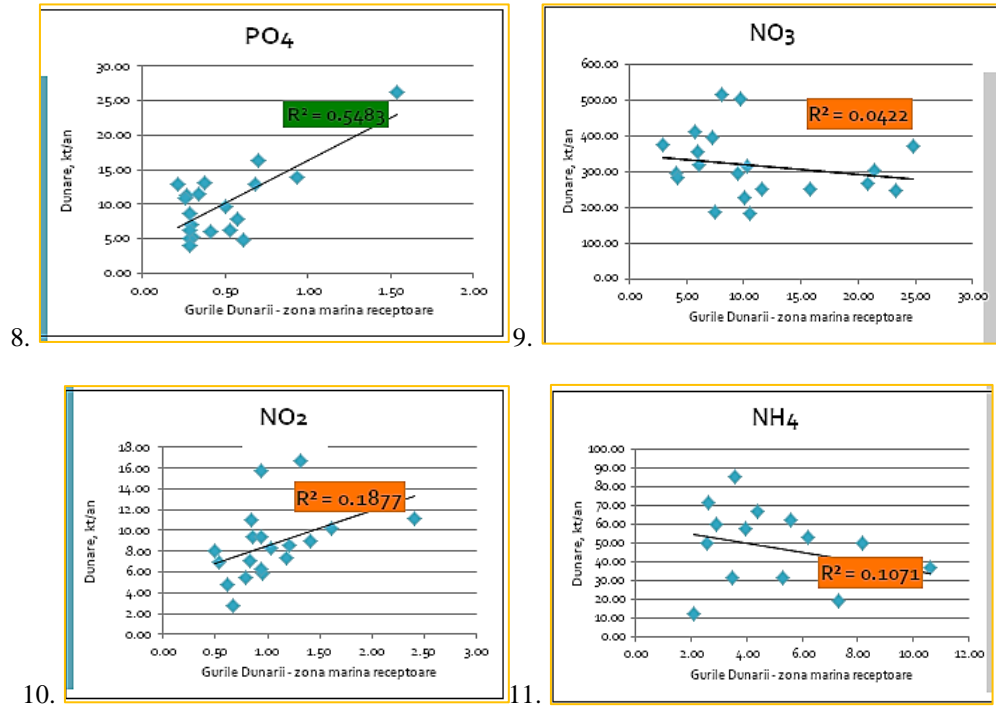 PO4
30.00
25.00
20.00
15.00
10.00
5.00
0.00
Dunare, kt/an
R² = 0.5483
0.00 0.50 1.00 1.50 2.00
Gurile Dunarii - zona marina receptoare
8.
NO3
600.00
500.00
400.00
300.00
200.00
100.00
0.00
Dunare, kt/an
R² = 0.0422
0.00 5.00 10.00 15.00 20.00 25.00 30.00
Gurile Dunarii - zona marina receptoare
9.
NO2
18.00
16.00
14.00
12.00
10.00
8.00
6.00
4.00
2.00
0.00
Dunare, kt/an
R² = 0.1877
0.00 0.50 1.00 1.50 2.00 2.50 3.00
Gurile Dunarii - zona marina receptoare
10.
NH4
100.00
90.00
80.00
70.00
60.00
50.00
40.00
30.00
20.00
10.00
0.00
Dunare, kt/an
R² = 0.1071
0.00 2.00 4.00 6.00 8.00 10.00 12.00
Gurile Dunarii - zona marina receptoare
11.